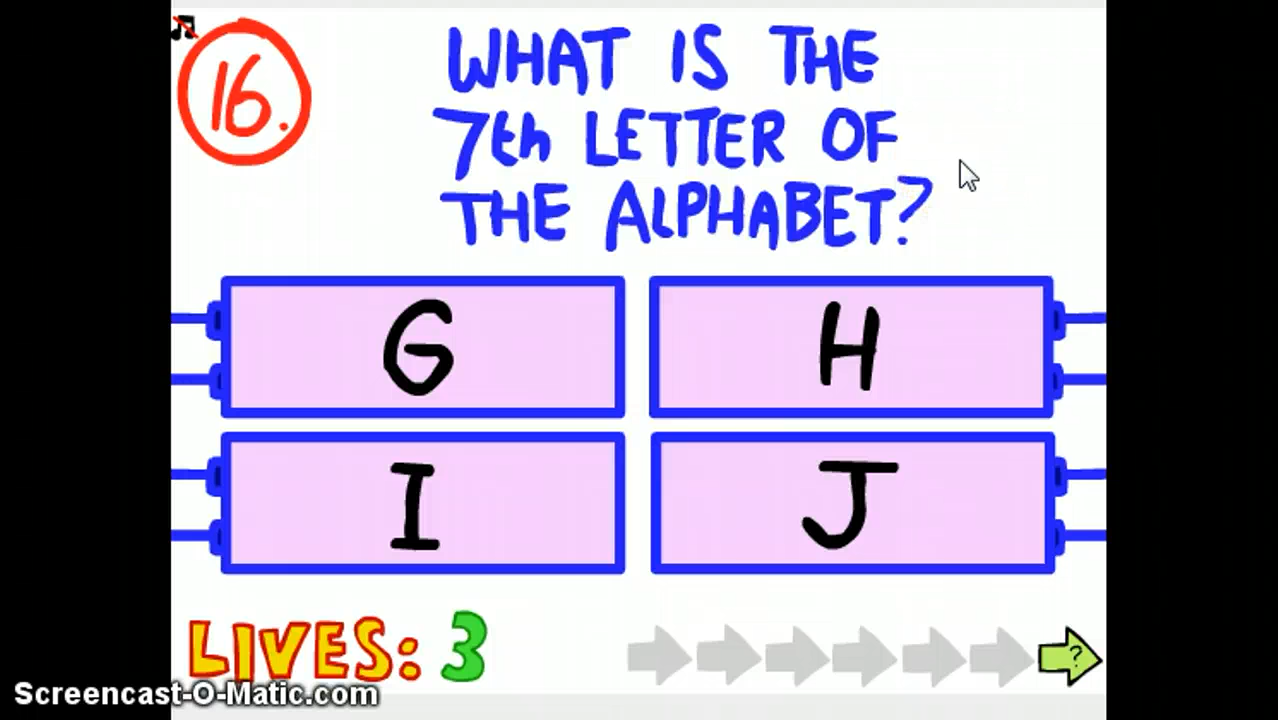 16.
WHAT IS THE
7th LETTER OF
THE ALPHABET?
G
H
I
J
LIVES: 3
?
Screencast-O-Matic.com